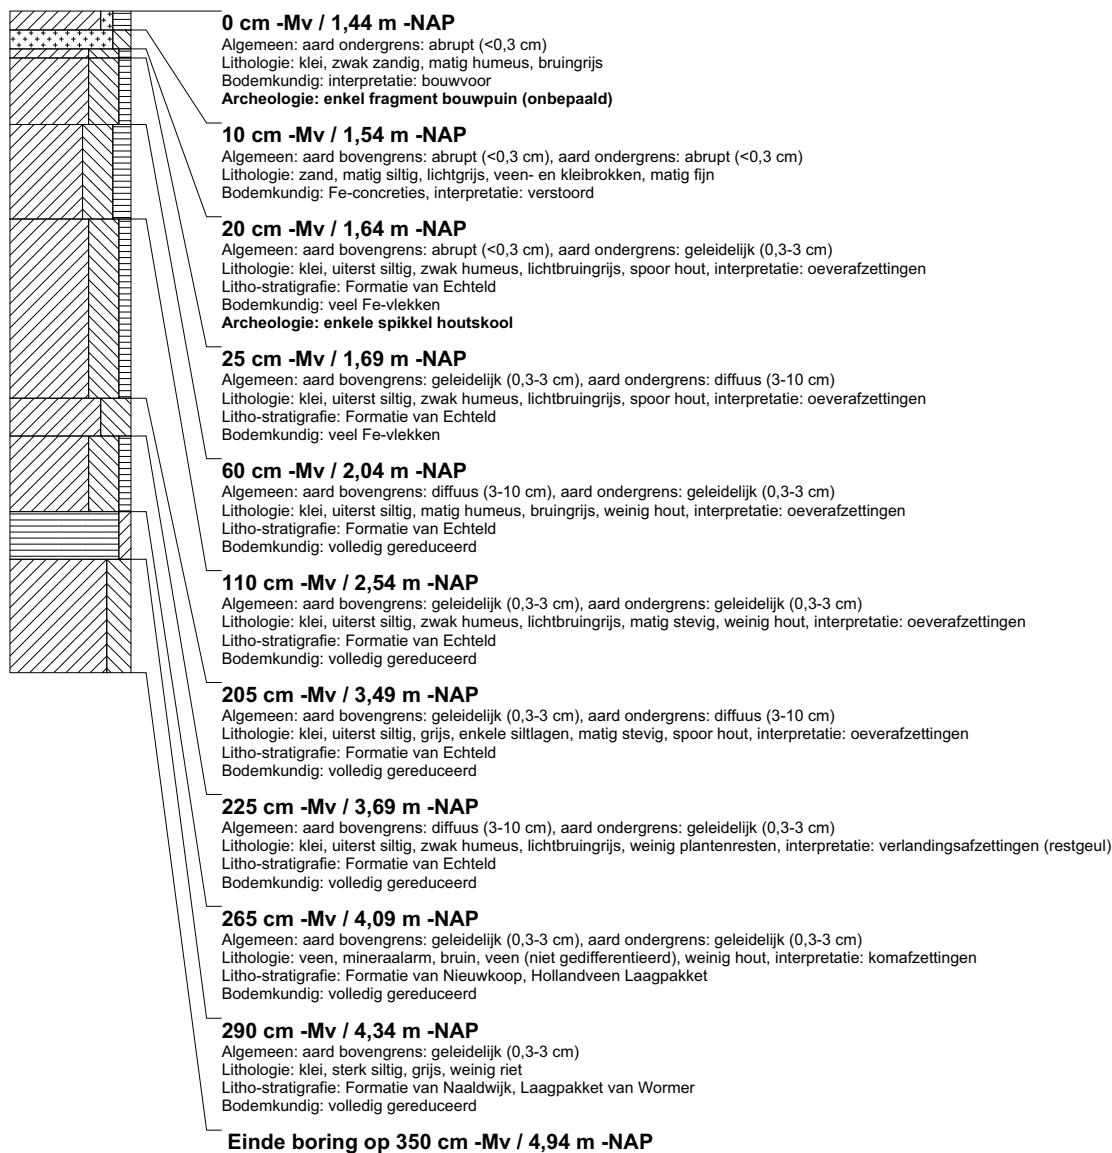 0 cm -Mv / 1,44 m -NAP
Algemeen: aard ondergrens: abrupt (<0,3 cm)
Lithologie: klei, zwak zandig, matig humeus, bruingrijs
Bodemkundig: interpretatie: bouwvoor
Archeologie: enkel fragment bouwpuin (onbepaald)
10 cm -Mv / 1,54 m -NAP
Algemeen: aard bovengrens: abrupt (<0,3 cm), aard ondergrens: abrupt (<0,3 cm)
Lithologie: zand, matig siltig, lichtgrijs, veen- en kleibrokken, matig fijn
Bodemkundig: Fe-concreties, interpretatie: verstoord
20 cm -Mv / 1,64 m -NAP
Algemeen: aard bovengrens: abrupt (<0,3 cm), aard ondergrens: geleidelijk (0,3-3 cm)
Lithologie: klei, uiterst siltig, zwak humeus, lichtbruingrijs, spoor hout, interpretatie: oeverafzettingen
Litho-stratigrafie: Formatie van Echteld
Bodemkundig: veel Fe-vlekken
Archeologie: enkele spikkel houtskool
25 cm -Mv / 1,69 m -NAP
Algemeen: aard bovengrens: geleidelijk (0,3-3 cm), aard ondergrens: diffuus (3-10 cm)
Lithologie: klei, uiterst siltig, zwak humeus, lichtbruingrijs, spoor hout, interpretatie: oeverafzettingen
Litho-stratigrafie: Formatie van Echteld
Bodemkundig: veel Fe-vlekken
60 cm -Mv / 2,04 m -NAP
Algemeen: aard bovengrens: diffuus (3-10 cm), aard ondergrens: geleidelijk (0,3-3 cm)
Lithologie: klei, uiterst siltig, matig humeus, bruingrijs, weinig hout, interpretatie: oeverafzettingen
Litho-stratigrafie: Formatie van Echteld
Bodemkundig: volledig gereduceerd
110 cm -Mv / 2,54 m -NAP
Algemeen: aard bovengrens: geleidelijk (0,3-3 cm), aard ondergrens: geleidelijk (0,3-3 cm)
Lithologie: klei, uiterst siltig, zwak humeus, lichtbruingrijs, matig stevig, weinig hout, interpretatie: oeverafzettingen
Litho-stratigrafie: Formatie van Echteld
Bodemkundig: volledig gereduceerd
205 cm -Mv / 3,49 m -NAP
Algemeen: aard bovengrens: geleidelijk (0,3-3 cm), aard ondergrens: diffuus (3-10 cm)
Lithologie: klei, uiterst siltig, grijs, enkele siltlagen, matig stevig, spoor hout, interpretatie: oeverafzettingen
Litho-stratigrafie: Formatie van Echteld
Bodemkundig: volledig gereduceerd
225 cm -Mv / 3,69 m -NAP
Algemeen: aard bovengrens: diffuus (3-10 cm), aard ondergrens: geleidelijk (0,3-3 cm)
Lithologie: klei, uiterst siltig, zwak humeus, lichtbruingrijs, weinig plantenresten, interpretatie: verlandingsafzettingen (restgeul)
Litho-stratigrafie: Formatie van Echteld
Bodemkundig: volledig gereduceerd
265 cm -Mv / 4,09 m -NAP
Algemeen: aard bovengrens: geleidelijk (0,3-3 cm), aard ondergrens: geleidelijk (0,3-3 cm)
Lithologie: veen, mineraalarm, bruin, veen (niet gedifferentieerd), weinig hout, interpretatie: komafzettingen
Litho-stratigrafie: Formatie van Nieuwkoop, Hollandveen Laagpakket
Bodemkundig: volledig gereduceerd
290 cm -Mv / 4,34 m -NAP
Algemeen: aard bovengrens: geleidelijk (0,3-3 cm)
Lithologie: klei, sterk siltig, grijs, weinig riet
Litho-stratigrafie: Formatie van Naaldwijk, Laagpakket van Wormer
Bodemkundig: volledig gereduceerd
Einde boring op 350 cm -Mv / 4,94 m -NAP